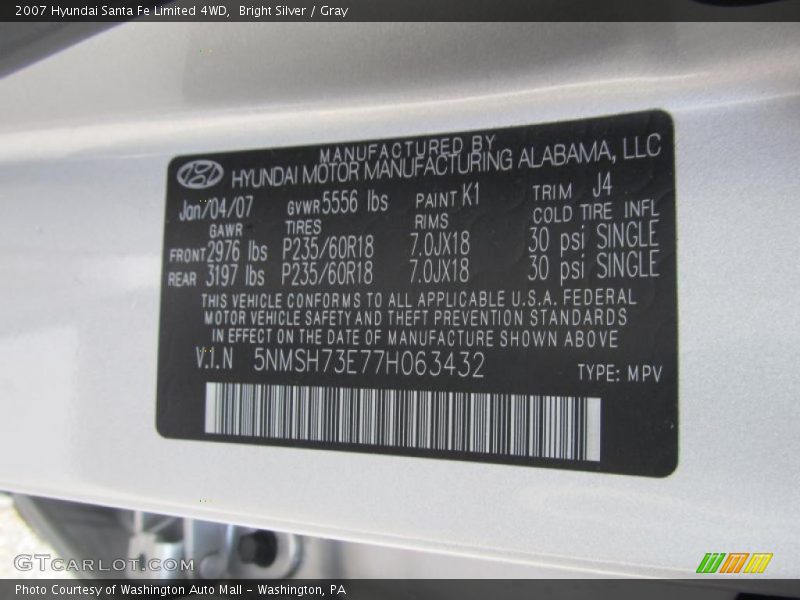 2007 Hyundai Santa Fe Limited 4WD, Bright Silver / Gray
MANUFACTURED BY
HYUNDAI MOTOR MANUFACTURING ALABAMA, LLC
Jan/04/07 GVWR 5556 lbs PAINT K1 TRIM J4
GAWR TIRES RIMS COLD TIRE INFL
FRONT 2976 lbs P235/60R18 7.0JX18 30 psi SINGLE
REAR 3197 lbs P235/60R18 7.0JX18 30 psi SINGLE
THIS VEHICLE CONFORMS TO ALL APPLICABLE U.S.A. FEDERAL
MOTOR VEHICLE SAFETY AND THEFT PREVENTION STANDARDS
IN EFFECT ON THE DATE OF MANUFACTURE SHOWN ABOVE
V.I.N 5NMSH73E77H063432 TYPE: MPV
GTCarLot.com
Photo Courtesy of Washington Auto Mall - Washington, PA